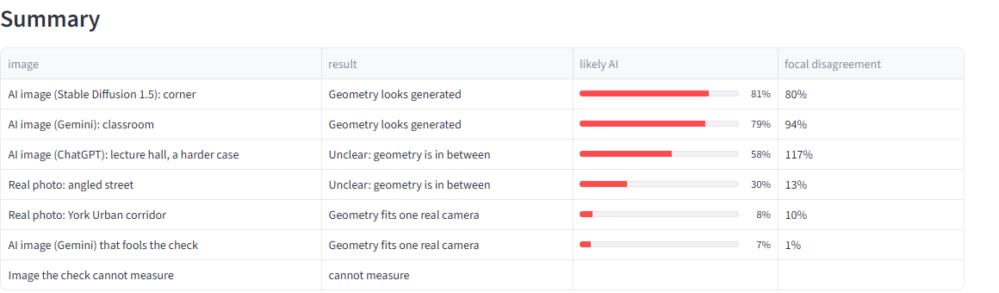 Summary
image result likely AI focal disagreement
AI image (Stable Diffusion 1.5): corner Geometry looks generated 81% 80%
AI image (Gemini): classroom Geometry looks generated 79% 94%
AI image (ChatGPT): lecture hall, a harder case Unclear: geometry is in between 58% 117%
Real photo: angled street Unclear: geometry is in between 30% 13%
Real photo: York Urban corridor Geometry fits one real camera 8% 10%
AI image (Gemini) that fools the check Geometry fits one real camera 7% 1%
Image the check cannot measure cannot measure